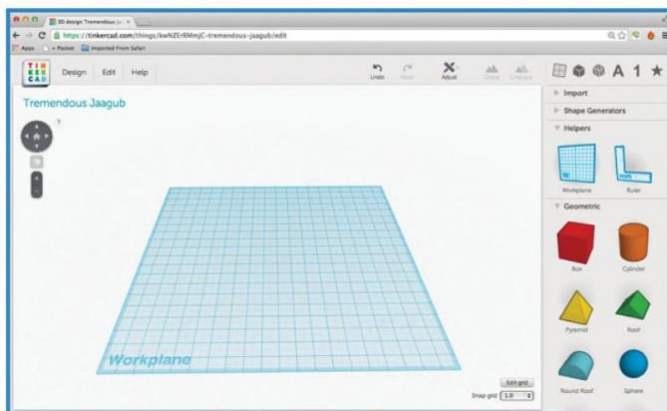 3D design Tremendous Ja
https://tinkercad.com/things/kwNZErRMmjC-tremendous-jaagub/edit
Apps
Pocket
Imported From Safari
TIN
KER
CAD
Design
Edit
Help
Undo
Redo
Adjust
Group
Tremendous Jaagub
?
A
1
Import
Shape Generators
Helpers
Workplane
Ruler
Geometric
Box
Cylinder
Pyramid
Roof
Round Roof
Sphere
Workplane
Edit grid
Snap grid
1.0